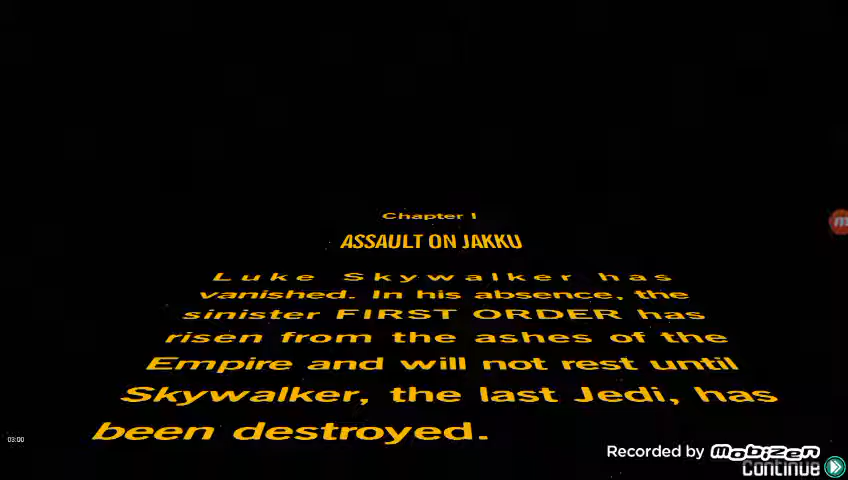 Chapter I
ASSAULT ON JAKKU
Luke Skywalker has
vanished. In his absence, the
sinister FIRST ORDER has
risen from the ashes of the
Empire and will not rest until
Skywalker, the last Jedi, has
been destroyed.
03:00
Recorded by Mobizen
Continue